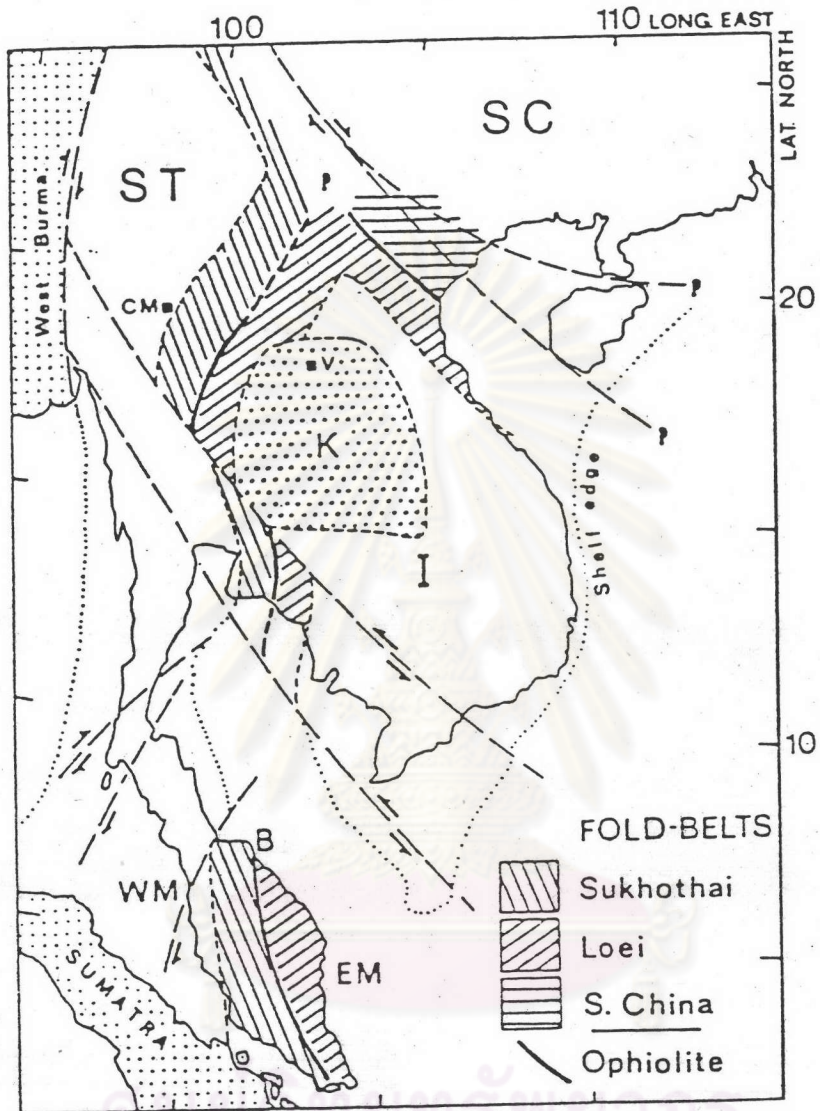 100
110 LONG. EAST
LAT. NORTH
SC
ST
West Burma
?
CM
20
?
V
K
?
Shelf edge
I
10
FOLD-BELTS
B
Sukhothai
WM
Loei
EM
SUMATRA
S. China
Ophiolite